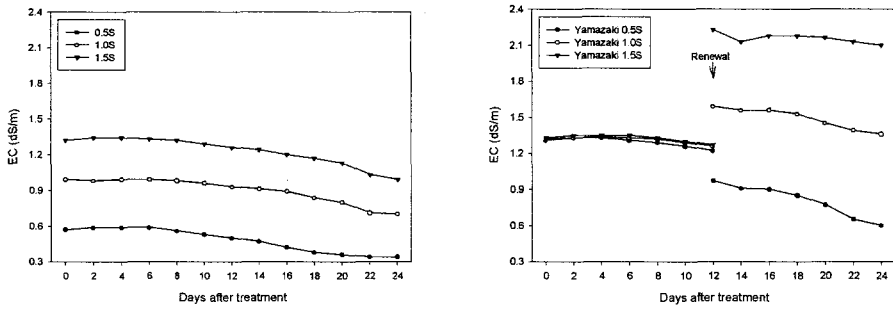 2.4
2.1
1.8
1.5
1.2
0.9
0.6
0.3
EC (dS/m)
0.5S
1.0S
1.5S
0 2 4 6 8 10 12 14 16 18 20 22 24
Days after treatment
2.4
2.1
1.8
1.5
1.2
0.9
0.6
0.3
EC (dS/m)
Yamazaki 0.5S
Yamazaki 1.0S
Yamazaki 1.5S
Renewal
0 2 4 6 8 10 12 14 16 18 20 22 24
Days after treatment